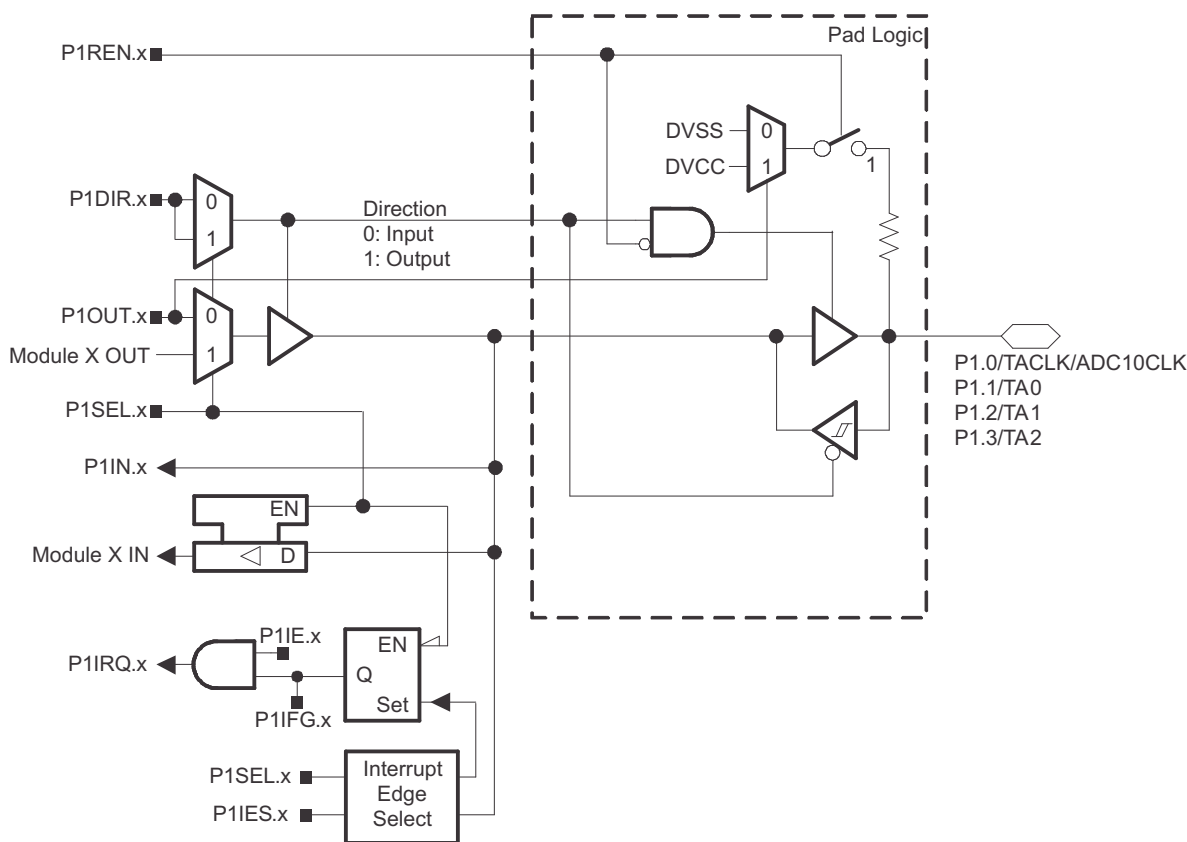 Pad Logic
P1REN.x
DVSS
0
DVCC
1
1
P1DIR.x
0
1
Direction
0: Input
1: Output
P1OUT.x
0
Module X OUT
1
P1SEL.x
P1.0/TACLK/ADC10CLK
P1.1/TA0
P1.2/TA1
P1.3/TA2
P1IN.x
EN
Module X IN
D
P1IE.x
P1IRQ.x
EN
Q
Set
P1IFG.x
P1SEL.x
P1IES.x
Interrupt
Edge
Select